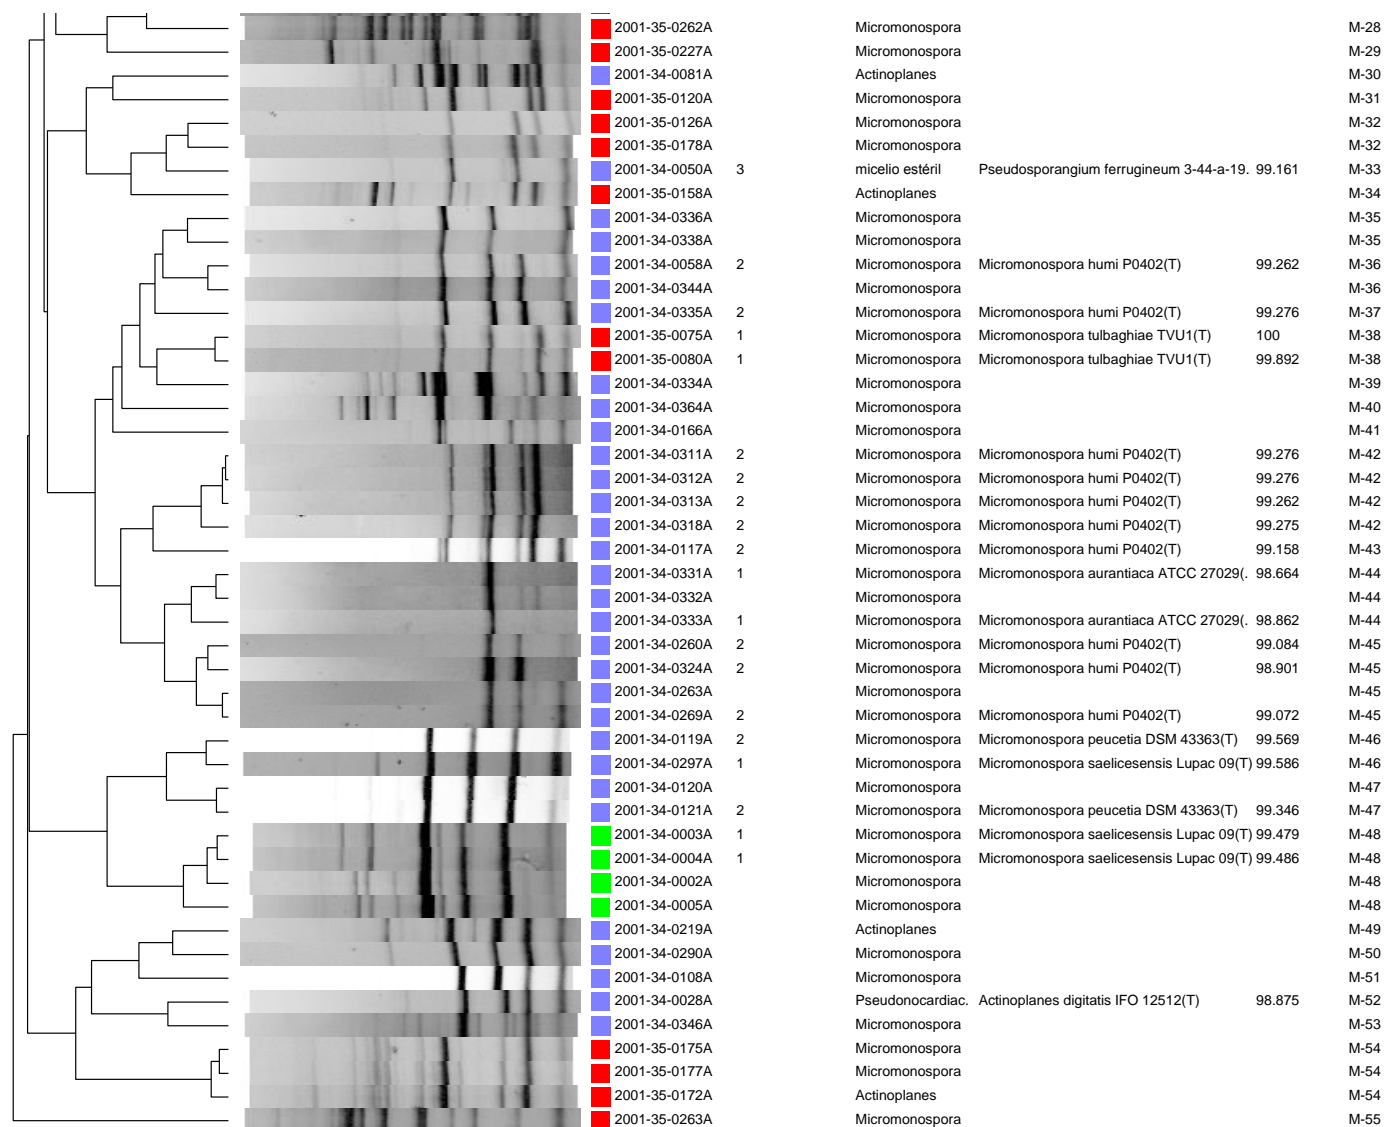 2001-35-0262A Micromonospora M-28
2001-35-0227A Micromonospora M-29
2001-34-0081A Actinoplanes M-30
2001-35-0120A Micromonospora M-31
2001-35-0126A Micromonospora M-32
2001-35-0178A Micromonospora M-32
2001-34-0050A 3 micelio estéril Pseudosporangium ferrugineum 3-44-a-19. 99.161 M-33
2001-35-0158A Actinoplanes M-34
2001-34-0336A Micromonospora M-35
2001-34-0338A Micromonospora M-35
2001-34-0058A 2 Micromonospora Micromonospora humi P0402(T) 99.262 M-36
2001-34-0344A Micromonospora M-36
2001-34-0335A 2 Micromonospora Micromonospora humi P0402(T) 99.276 M-37
2001-35-0075A 1 Micromonospora Micromonospora tulbaghiae TVU1(T) 100 M-38
2001-35-0080A 1 Micromonospora Micromonospora tulbaghiae TVU1(T) 99.892 M-38
2001-34-0334A Micromonospora M-39
2001-34-0364A Micromonospora M-40
2001-34-0166A Micromonospora M-41
2001-34-0311A 2 Micromonospora Micromonospora humi P0402(T) 99.276 M-42
2001-34-0312A 2 Micromonospora Micromonospora humi P0402(T) 99.276 M-42
2001-34-0313A 2 Micromonospora Micromonospora humi P0402(T) 99.262 M-42
2001-34-0318A 2 Micromonospora Micromonospora humi P0402(T) 99.275 M-42
2001-34-0117A 2 Micromonospora Micromonospora humi P0402(T) 99.158 M-43
2001-34-0331A 1 Micromonospora Micromonospora aurantiaca ATCC 27029(. 98.664 M-44
2001-34-0332A Micromonospora M-44
2001-34-0333A 1 Micromonospora Micromonospora aurantiaca ATCC 27029(. 98.862 M-44
2001-34-0260A 2 Micromonospora Micromonospora humi P0402(T) 99.084 M-45
2001-34-0324A 2 Micromonospora Micromonospora humi P0402(T) 98.901 M-45
2001-34-0263A Micromonospora M-45
2001-34-0269A 2 Micromonospora Micromonospora humi P0402(T) 99.072 M-45
2001-34-0119A 2 Micromonospora Micromonospora peucetia DSM 43363(T) 99.569 M-46
2001-34-0297A 1 Micromonospora Micromonospora saelicesensis Lupac 09(T) 99.586 M-46
2001-34-0120A Micromonospora M-47
2001-34-0121A 2 Micromonospora Micromonospora peucetia DSM 43363(T) 99.346 M-47
2001-34-0003A 1 Micromonospora Micromonospora saelicesensis Lupac 09(T) 99.479 M-48
2001-34-0004A 1 Micromonospora Micromonospora saelicesensis Lupac 09(T) 99.486 M-48
2001-34-0002A Micromonospora M-48
2001-34-0005A Micromonospora M-48
2001-34-0219A Actinoplanes M-49
2001-34-0290A Micromonospora M-50
2001-34-0108A Micromonospora M-51
2001-34-0028A Pseudonocardiac. Actinoplanes digitatis IFO 12512(T) 98.875 M-52
2001-34-0346A Micromonospora M-53
2001-35-0175A Micromonospora M-54
2001-35-0177A Micromonospora M-54
2001-35-0172A Actinoplanes M-54
2001-35-0263A Micromonospora M-55